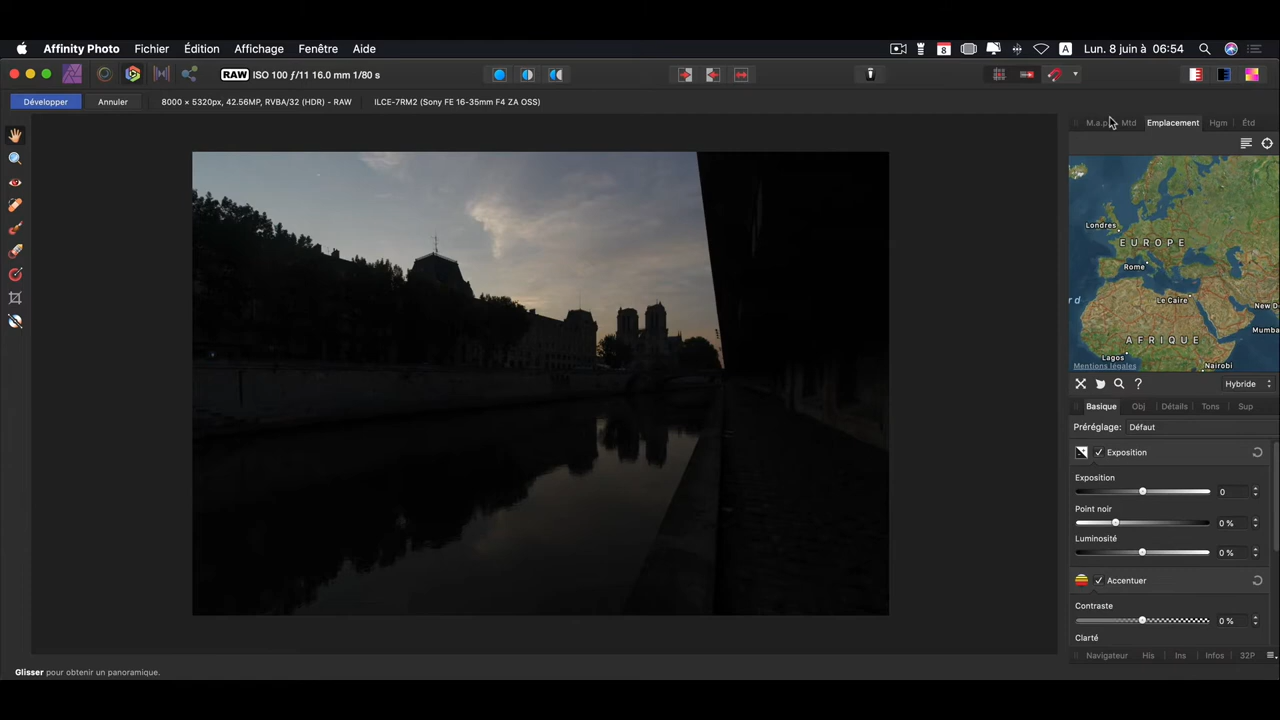 Affinity Photo Fichier Édition Affichage Fenêtre Aide 8 A Lun. 8 juin à 06:54
RAW ISO 100 ƒ/11 16.0 mm 1/80 s
Développer Annuler 8000 × 5320px, 42.56MP, RVBA/32 (HDR) - RAW ILCE-7RM2 (Sony FE 16-35mm F4 ZA OSS)
M.a.p Mtd Emplacement Hgm Étd
Londres
EUROPE
Rome
Le Caire
New De
Mumba
AFRIQUE
Lagos
Mentions légales Nairobi
? Hybride
Basique Obj Détails Tons Sup
Préréglage: Défaut
Exposition
Exposition
0
Point noir
0 %
Luminosité
0 %
Accentuer
Contraste
0 %
Clarté
Navigateur His Ins Infos 32P
Glisser pour obtenir un panoramique.